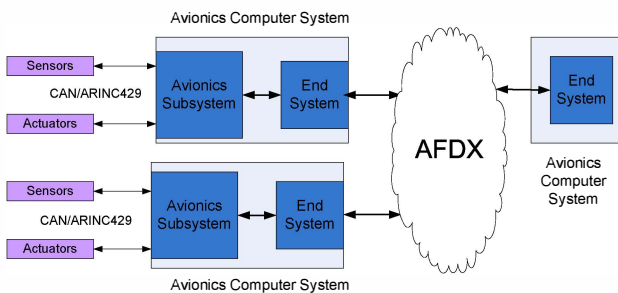 Avionics Computer System
Sensors
CAN/ARINC429
Actuators
Avionics
Subsystem
End
System
AFDX
End
System
Avionics
Computer
System
Sensors
CAN/ARINC429
Actuators
Avionics
Subsystem
End
System
Avionics Computer System